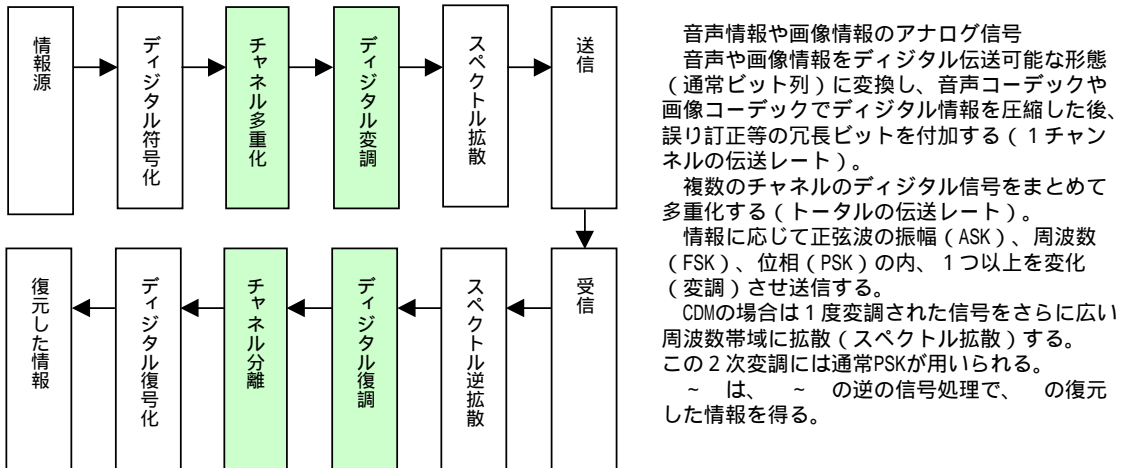 情報源
ディジタル符号化
チャネル多重化
ディジタル変調
スペクトル拡散
送信
復元した情報
ディジタル復号化
チャネル分離
ディジタル復調
スペクトル逆拡散
受信
音声情報や画像情報のアナログ信号
音声や画像情報をディジタル伝送可能な形態
(通常ビット列)に変換し、音声コーデックや
画像コーデックでディジタル情報を圧縮した後、
誤り訂正等の冗長ビットを付加する(1チャン
ネルの伝送レート)。
複数のチャネルのディジタル信号をまとめて
多重化する(トータルの伝送レート)。
情報に応じて正弦波の振幅(ASK)、周波数
(FSK)、位相(PSK)の内、1つ以上を変化
(変調)させ送信する。
CDMの場合は1度変調された信号をさらに広い
周波数帯域に拡散(スペクトル拡散)する。
この2次変調には通常PSKが用いられる。
~ は、 ~ の逆の信号処理で、 の復元
した情報を得る。